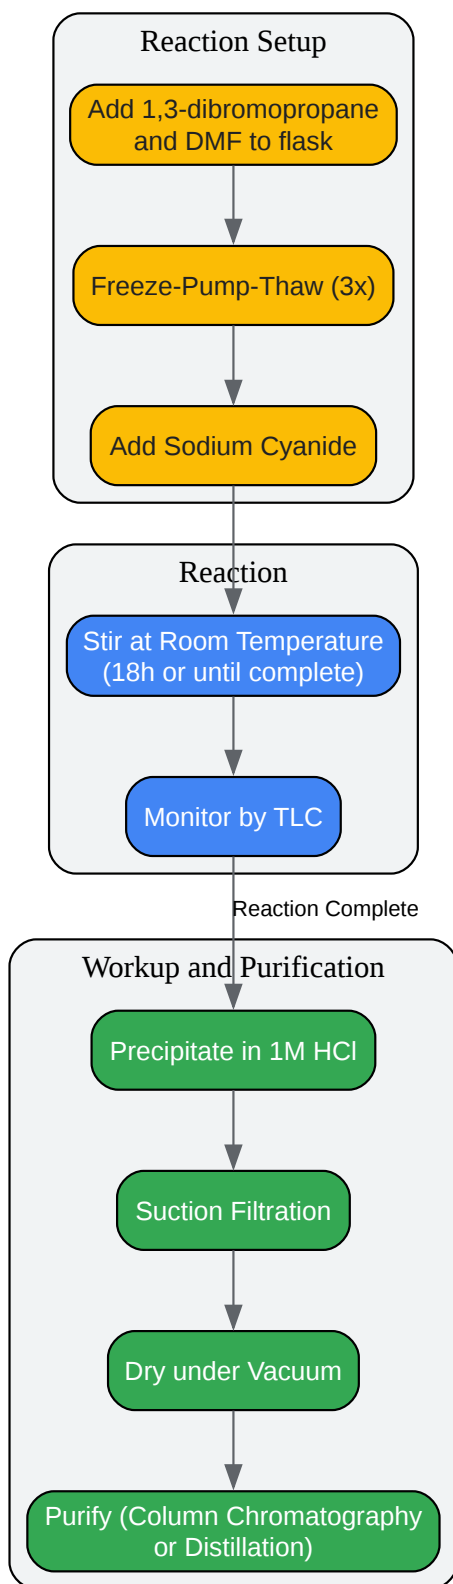 Reaction Setup
Add 1,3-dibromopropane
and DMF to flask
Freeze-Pump-Thaw (3x)
Add Sodium Cyanide
Reaction
Stir at Room Temperature
(18h or until complete)
Monitor by TLC
Reaction Complete
Workup and Purification
Precipitate in 1M HCl
Suction Filtration
Dry under Vacuum
Purify (Column Chromatography
or Distillation)